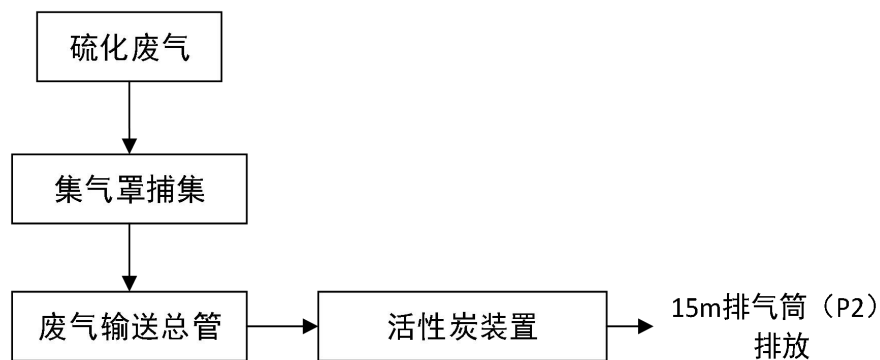 硫化废气
集气罩捕集
废气输送总管
活性炭装置
15m排气筒（P2）
排放